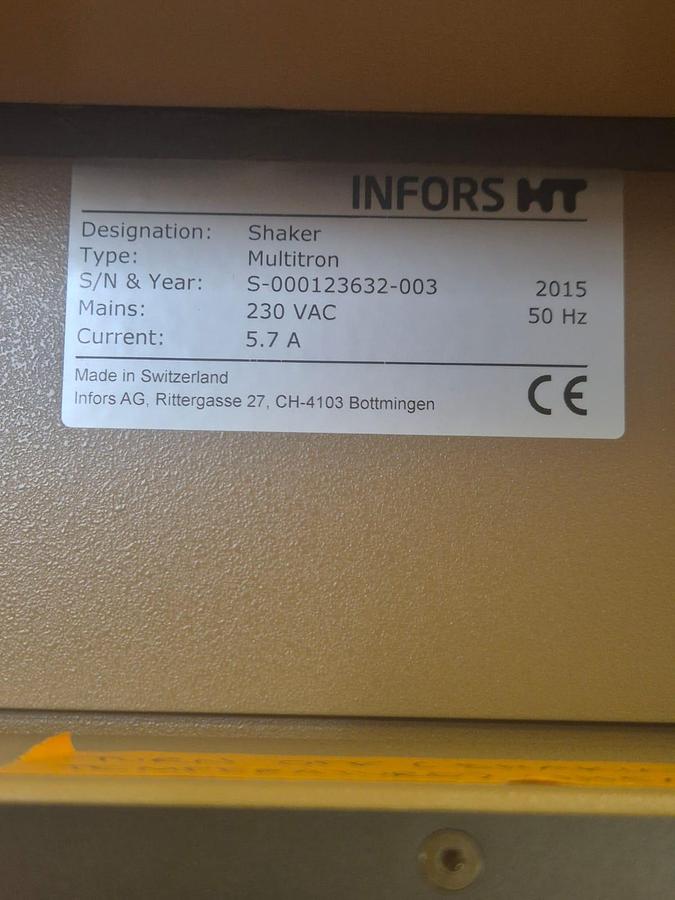 INFORS HT
Designation: Shaker
Type: Multitron
S/N & Year: S-000123632-003 2015
Mains: 230 VAC 50 Hz
Current: 5.7 A
Made in Switzerland
Infors AG, Rittergasse 27, CH-4103 Bottmingen
CE